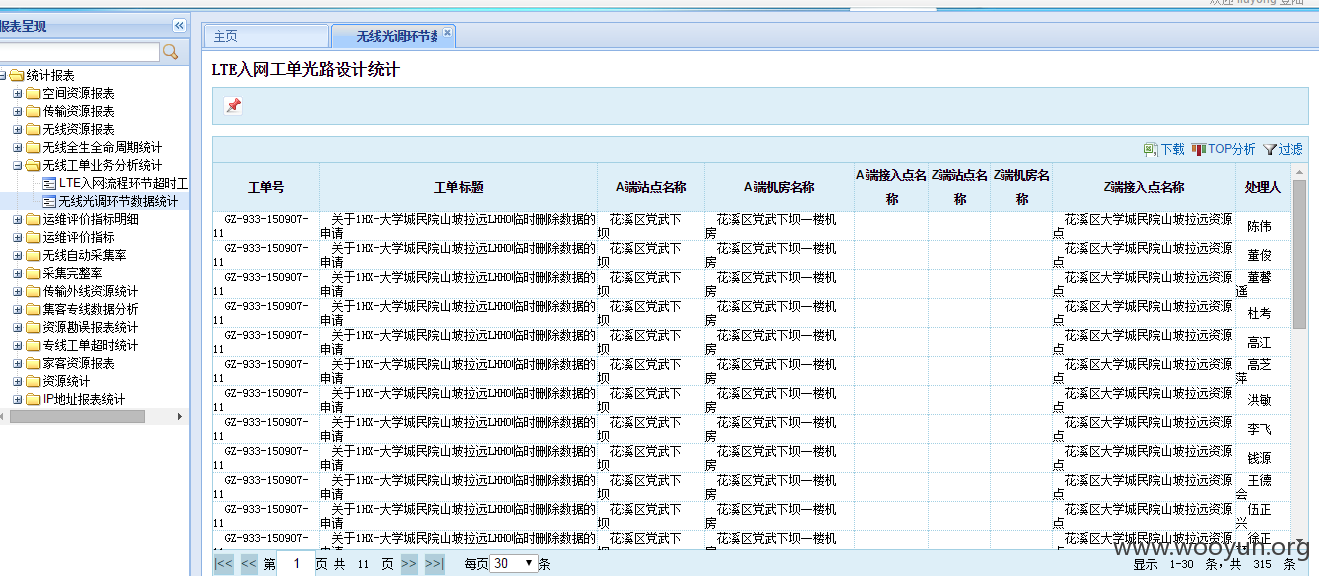 欢迎 liuyong 登陆
报表呈现
主页
无线光调环节数
统计报表
空间资源报表
传输资源报表
无线资源报表
无线全生全命周期统计
无线工单业务分析统计
LTE入网流程环节超时工
无线光调环节数据统计
运维评价指标明细
运维评价指标
无线自动采集率
采集完整率
传输外线资源统计
集客专线数据分析
资源勘误报表统计
专线工单超时统计
家客资源报表
资源统计
IP地址报表统计
LTE入网工单光路设计统计
下载 TOP分析 过滤
工单号 工单标题 A端站点名称 A端机房名称 A端接入点名称 Z端站点名称 Z端机房名称 Z端接入点名称 处理人
GZ-933-150907-11 关于1HX-大学城民院山坡拉远LHH0临时删除数据的申请 花溪区党武下坝 花溪区党武下坝一楼机房 花溪区大学城民院山坡拉远资源点 陈伟
GZ-933-150907-11 关于1HX-大学城民院山坡拉远LHH0临时删除数据的申请 花溪区党武下坝 花溪区党武下坝一楼机房 花溪区大学城民院山坡拉远资源点 董俊
GZ-933-150907-11 关于1HX-大学城民院山坡拉远LHH0临时删除数据的申请 花溪区党武下坝 花溪区党武下坝一楼机房 花溪区大学城民院山坡拉远资源点 董馨遥
GZ-933-150907-11 关于1HX-大学城民院山坡拉远LHH0临时删除数据的申请 花溪区党武下坝 花溪区党武下坝一楼机房 花溪区大学城民院山坡拉远资源点 杜考
GZ-933-150907-11 关于1HX-大学城民院山坡拉远LHH0临时删除数据的申请 花溪区党武下坝 花溪区党武下坝一楼机房 花溪区大学城民院山坡拉远资源点 高江
GZ-933-150907-11 关于1HX-大学城民院山坡拉远LHH0临时删除数据的申请 花溪区党武下坝 花溪区党武下坝一楼机房 花溪区大学城民院山坡拉远资源点 高芝萍
GZ-933-150907-11 关于1HX-大学城民院山坡拉远LHH0临时删除数据的申请 花溪区党武下坝 花溪区党武下坝一楼机房 花溪区大学城民院山坡拉远资源点 洪敏
GZ-933-150907-11 关于1HX-大学城民院山坡拉远LHH0临时删除数据的申请 花溪区党武下坝 花溪区党武下坝一楼机房 花溪区大学城民院山坡拉远资源点 李飞
GZ-933-150907-11 关于1HX-大学城民院山坡拉远LHH0临时删除数据的申请 花溪区党武下坝 花溪区党武下坝一楼机房 花溪区大学城民院山坡拉远资源点 钱源
GZ-933-150907-11 关于1HX-大学城民院山坡拉远LHH0临时删除数据的申请 花溪区党武下坝 花溪区党武下坝一楼机房 花溪区大学城民院山坡拉远资源点 王德会
GZ-933-150907-11 关于1HX-大学城民院山坡拉远LHH0临时删除数据的申请 花溪区党武下坝 花溪区党武下坝一楼机房 花溪区大学城民院山坡拉远资源点 伍正兴
GZ-933-150907- 关于1HX-大学城民院山坡拉远LHH0临时删除数据的 花溪区党武下 花溪区党武下坝一楼机 花溪区大学城民院山坡拉远资源 徐正
www.wooyun.org
|<< << 第 1 页 共 11 页 >> >>| 每页 30 条 显示 1-30 条，共 315 条